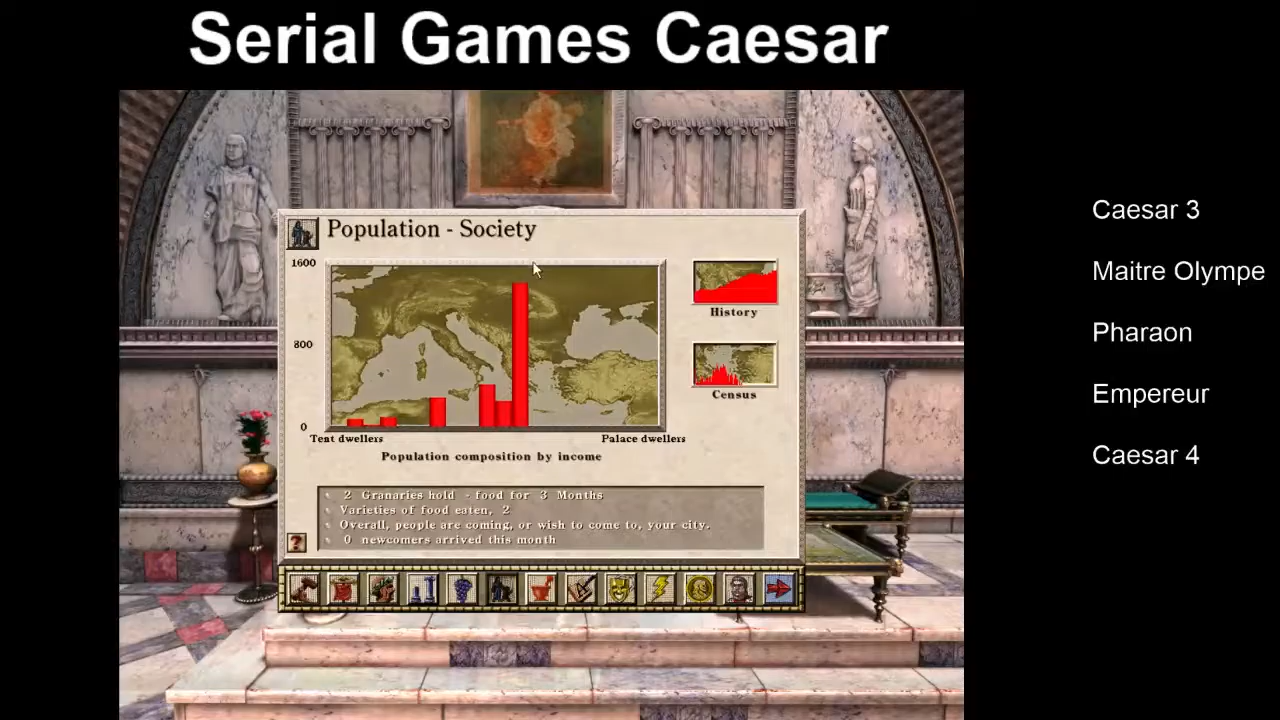 Serial Games Caesar
Population - Society
1600
800
0
Tent dwellers
Palace dwellers
Population composition by income
History
Census
2 Granaries hold - food for 3 Months
Varieties of food eaten, 2
Overall, people are coming, or wish to come to, your city.
0 newcomers arrived this month
?
Caesar 3
Maitre Olympe
Pharaon
Empereur
Caesar 4